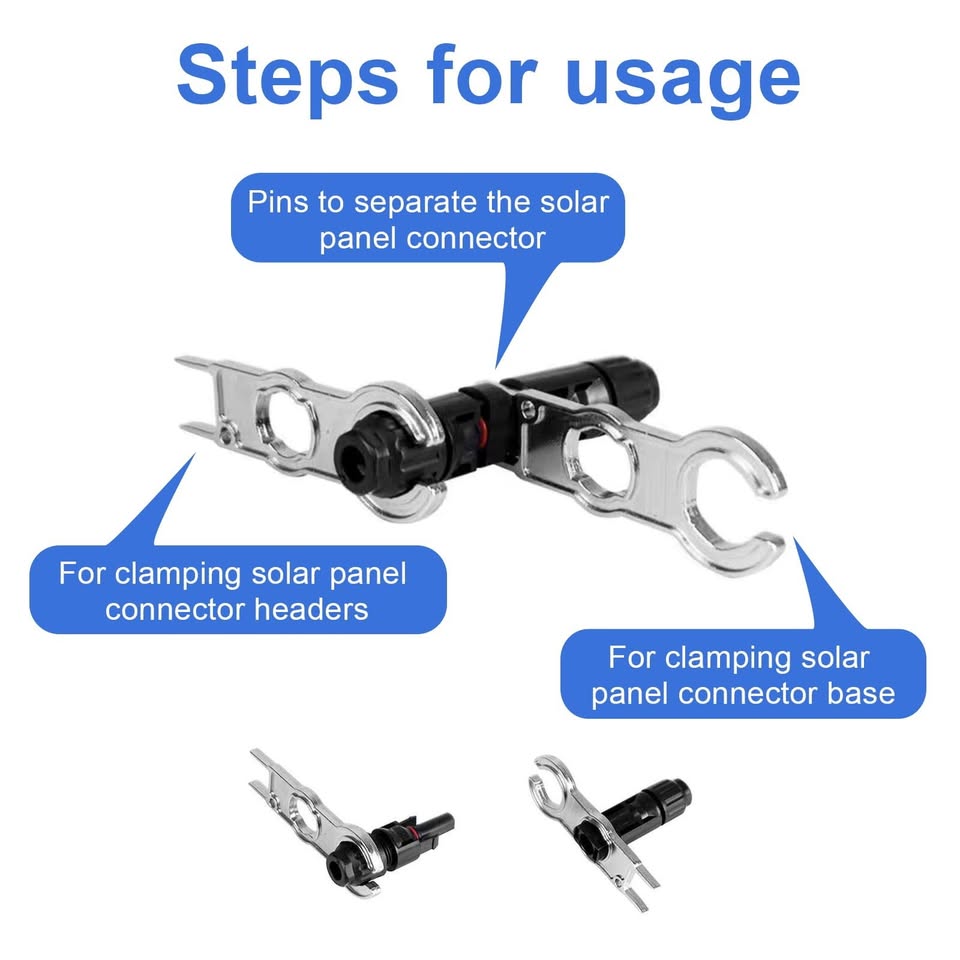 Steps for usage
Pins to separate the solar
panel connector
For clamping solar panel
connector headers
For clamping solar
panel connector base